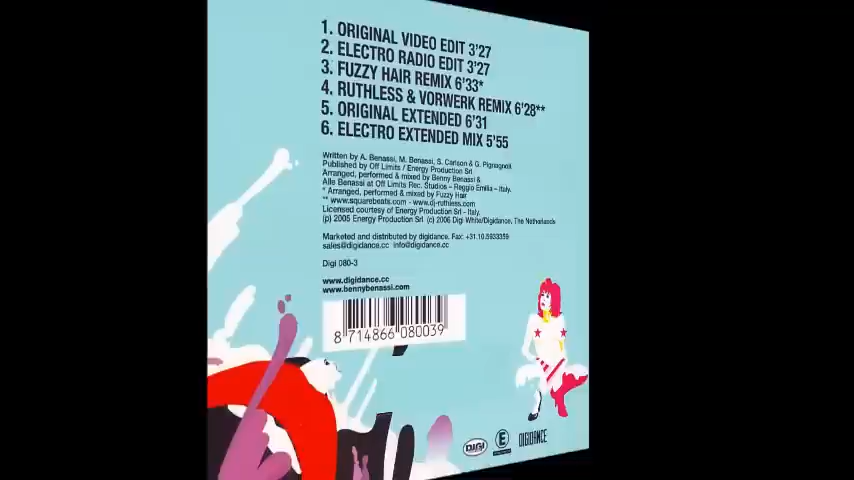 1. ORIGINAL VIDEO EDIT 3'27
2. ELECTRO RADIO EDIT 3'27
3. FUZZY HAIR REMIX 6'33*
4. RUTHLESS & VORWERK REMIX 6'28**
5. ORIGINAL EXTENDED 6'31
6. ELECTRO EXTENDED MIX 5'55
Written by A. Benassi, M. Benassi, S. Carlson & G. Pignagnoli
Published by Off Limits / Energy Production Srl
Arranged, performed & mixed by Benny Benassi &
Alle Benassi at Off Limits Rec. Studios – Reggio Emilia – Italy.
* Arranged, performed & mixed by Fuzzy Hair
** www.squarebeats.com - www.dj-ruthless.com
Licensed courtesy of Energy Production Srl - Italy.
(p) 2005 Energy Production Srl (c) 2006 Digi White/Digidance, The Netherlands
Marketed and distributed by digidance. Fax: +31.10.5933359
sales@digidance.cc info@digidance.cc
Digi 080-3
www.digidance.cc
www.bennybenassi.com
8 714866 080039
DIGI
E
DIGIDANCE